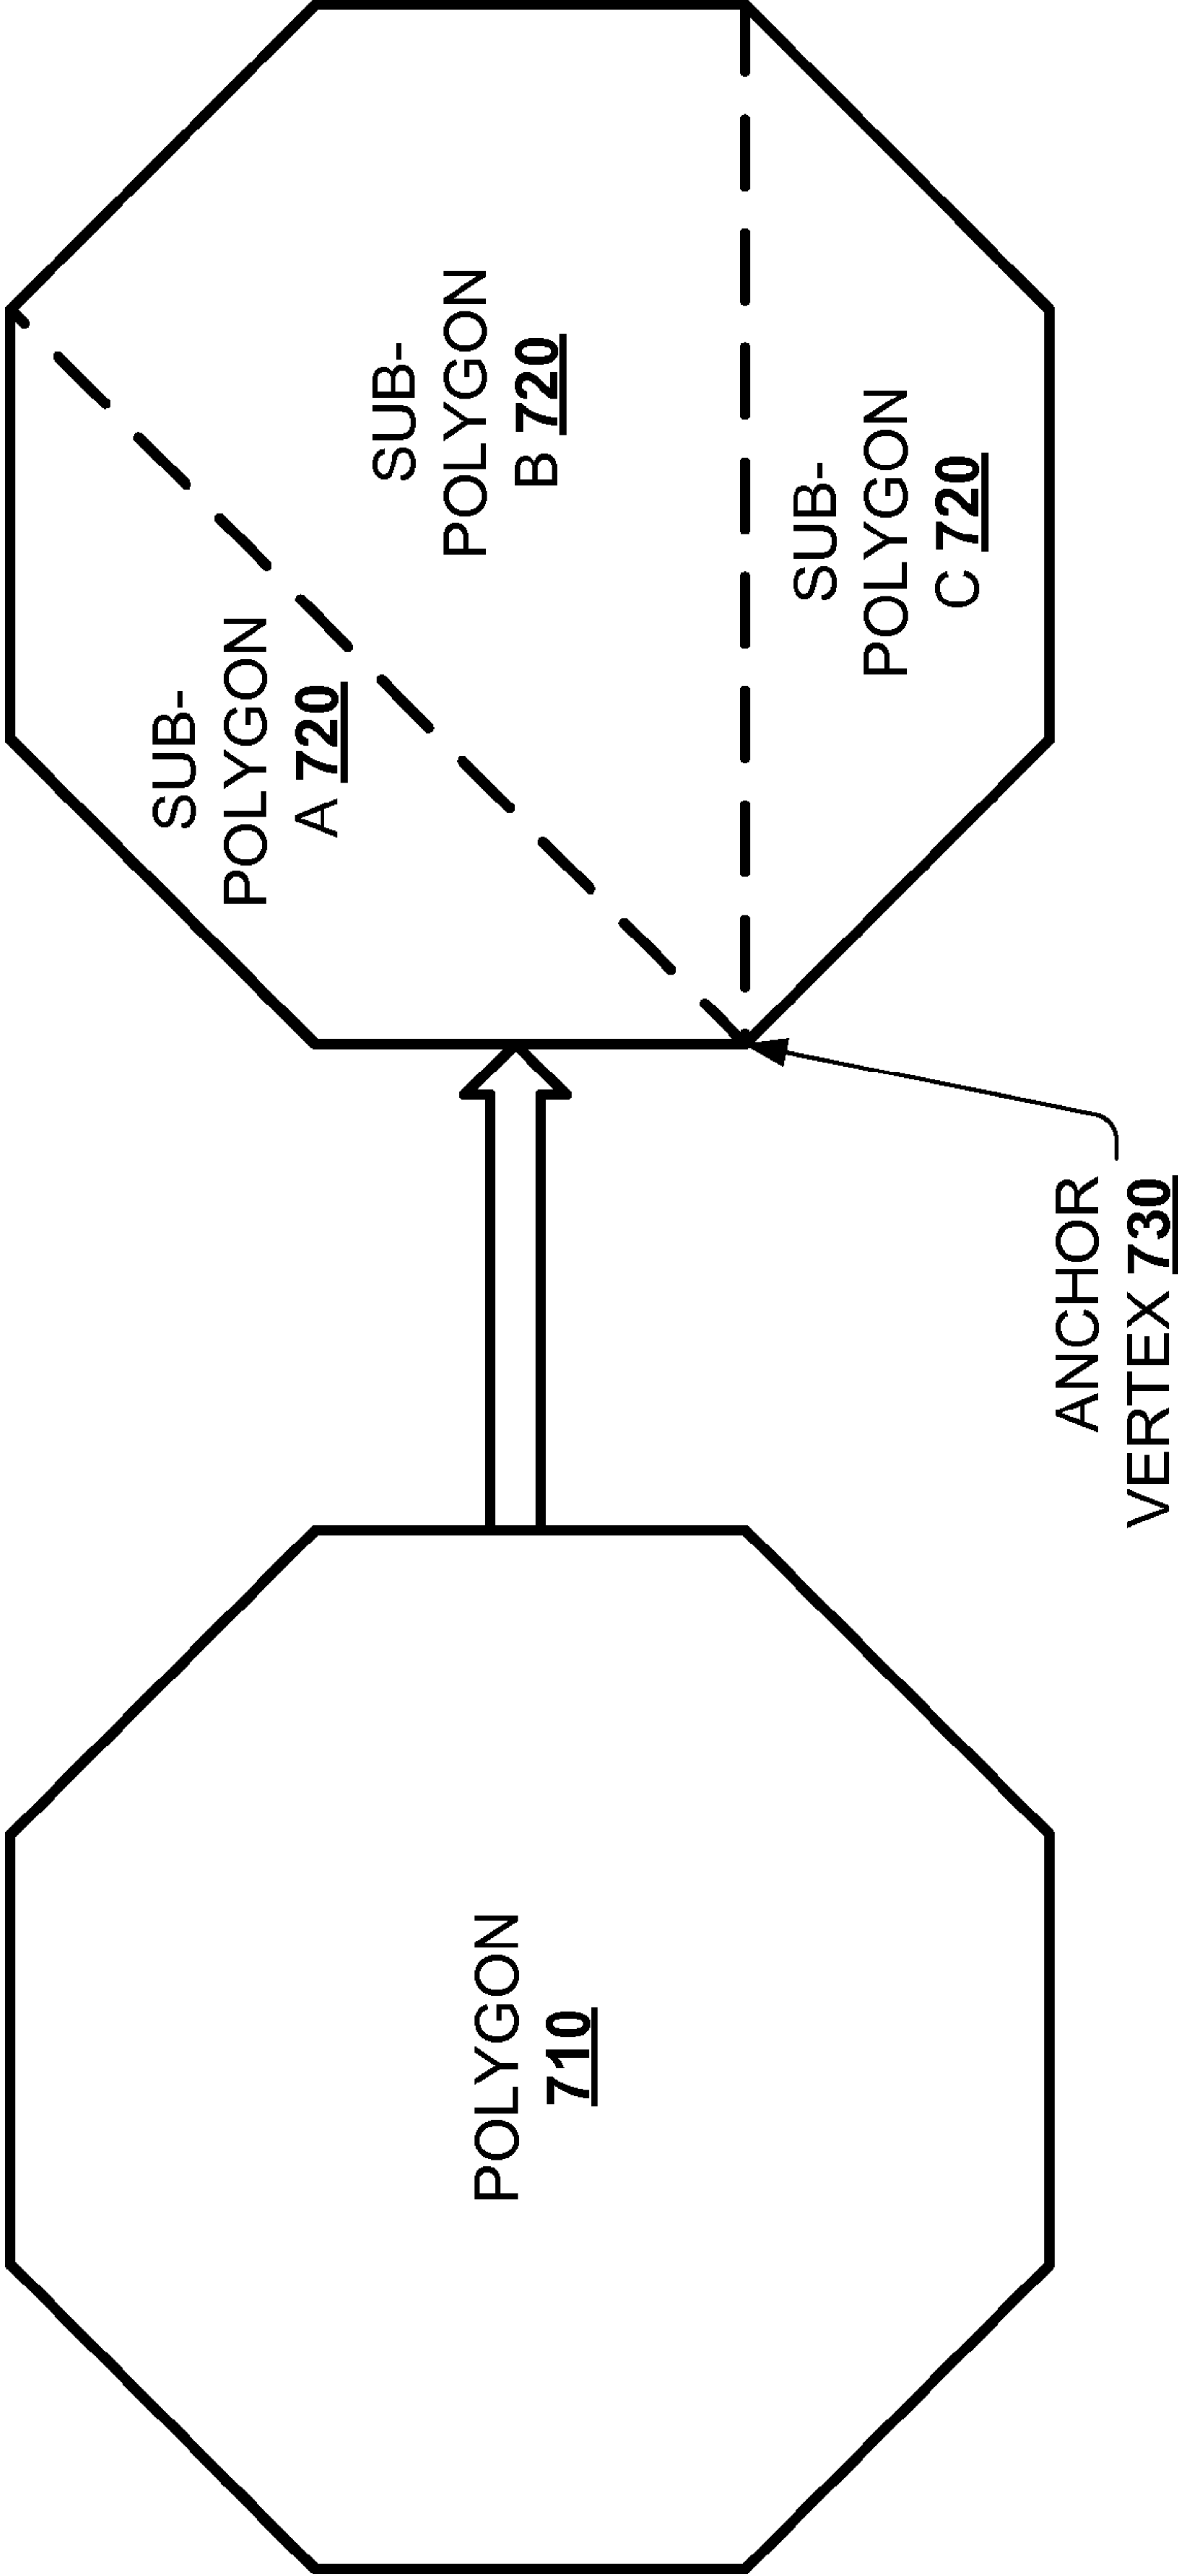 POLYGON
710
SUB-
POLYGON
A 720
SUB-
POLYGON
B 720
SUB-
POLYGON
C 720
ANCHOR
VERTEX 730